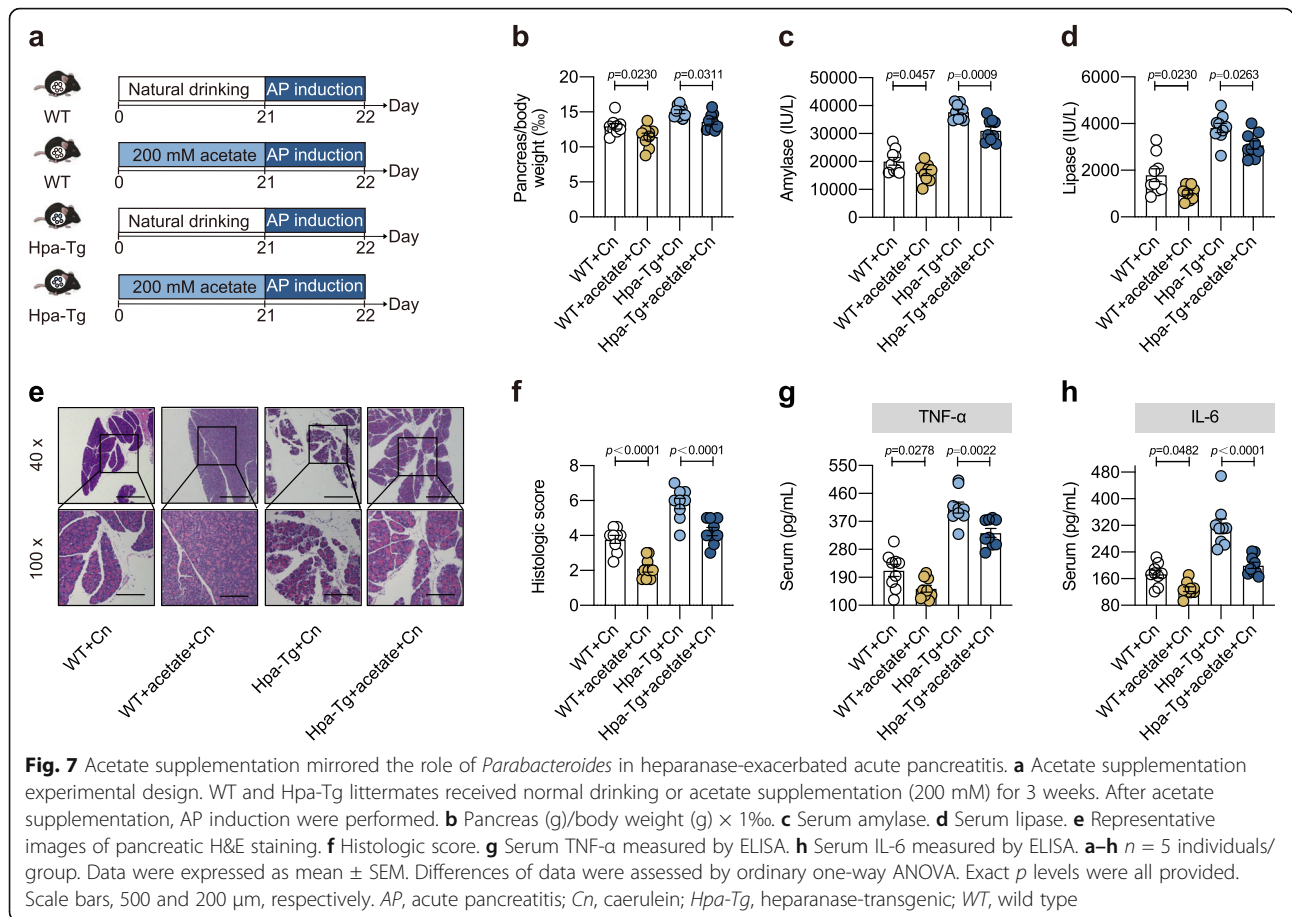 a
WT
Natural drinking AP induction
Day
0 21 22
WT
200 mM acetate AP induction
Day
0 21 22
Hpa-Tg
Natural drinking AP induction
Day
0 21 22
Hpa-Tg
200 mM acetate AP induction
Day
0 21 22
b
p=0.0230 p=0.0311
Pancreas/body
weight (‰)
20
15
10
5
0
WT+Cn
WT+acetate+Cn
Hpa-Tg+Cn
Hpa-Tg+acetate+Cn
c
p=0.0457 p=0.0009
Amylase (IU/L)
50000
40000
30000
20000
10000
0
WT+Cn
WT+acetate+Cn
Hpa-Tg+Cn
Hpa-Tg+acetate+Cn
d
p=0.0230 p=0.0263
Lipase (IU/L)
6000
4000
2000
0
WT+Cn
WT+acetate+Cn
Hpa-Tg+Cn
Hpa-Tg+acetate+Cn
e
40 x
100 x
WT+Cn
WT+acetate+Cn
Hpa-Tg+Cn
Hpa-Tg+acetate+Cn
f
p<0.0001 p<0.0001
Histologic score
8
6
4
2
0
WT+Cn
WT+acetate+Cn
Hpa-Tg+Cn
Hpa-Tg+acetate+Cn
g
TNF-α
p=0.0278 p=0.0022
Serum (pg/mL)
550
460
370
280
190
100
WT+Cn
WT+acetate+Cn
Hpa-Tg+Cn
Hpa-Tg+acetate+Cn
h
IL-6
p=0.0482 p<0.0001
Serum (pg/mL)
480
400
320
240
160
80
WT+Cn
WT+acetate+Cn
Hpa-Tg+Cn
Hpa-Tg+acetate+Cn
Fig. 7 Acetate supplementation mirrored the role of Parabacteroides in heparanase-exacerbated acute pancreatitis. a Acetate supplementation
experimental design. WT and Hpa-Tg littermates received normal drinking or acetate supplementation (200 mM) for 3 weeks. After acetate
supplementation, AP induction were performed. b Pancreas (g)/body weight (g) × 1‰. c Serum amylase. d Serum lipase. e Representative
images of pancreatic H&E staining. f Histologic score. g Serum TNF-α measured by ELISA. h Serum IL-6 measured by ELISA. a–h n = 5 individuals/
group. Data were expressed as mean ± SEM. Differences of data were assessed by ordinary one-way ANOVA. Exact p levels were all provided.
Scale bars, 500 and 200 μm, respectively. AP, acute pancreatitis; Cn, caerulein; Hpa-Tg, heparanase-transgenic; WT, wild type